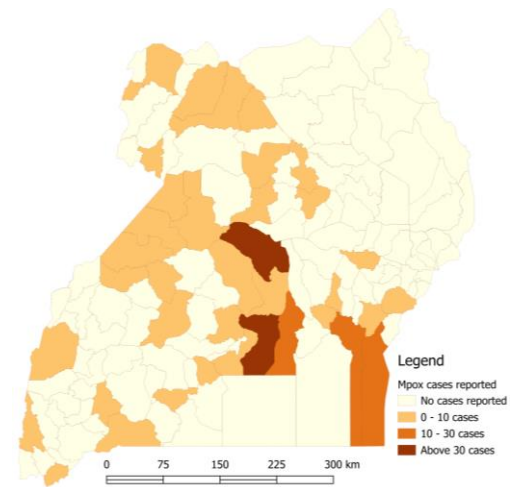 Legend
Mpox cases reported
No cases reported
0 - 10 cases
10 - 30 cases
Above 30 cases
0 75 150 225 300 km